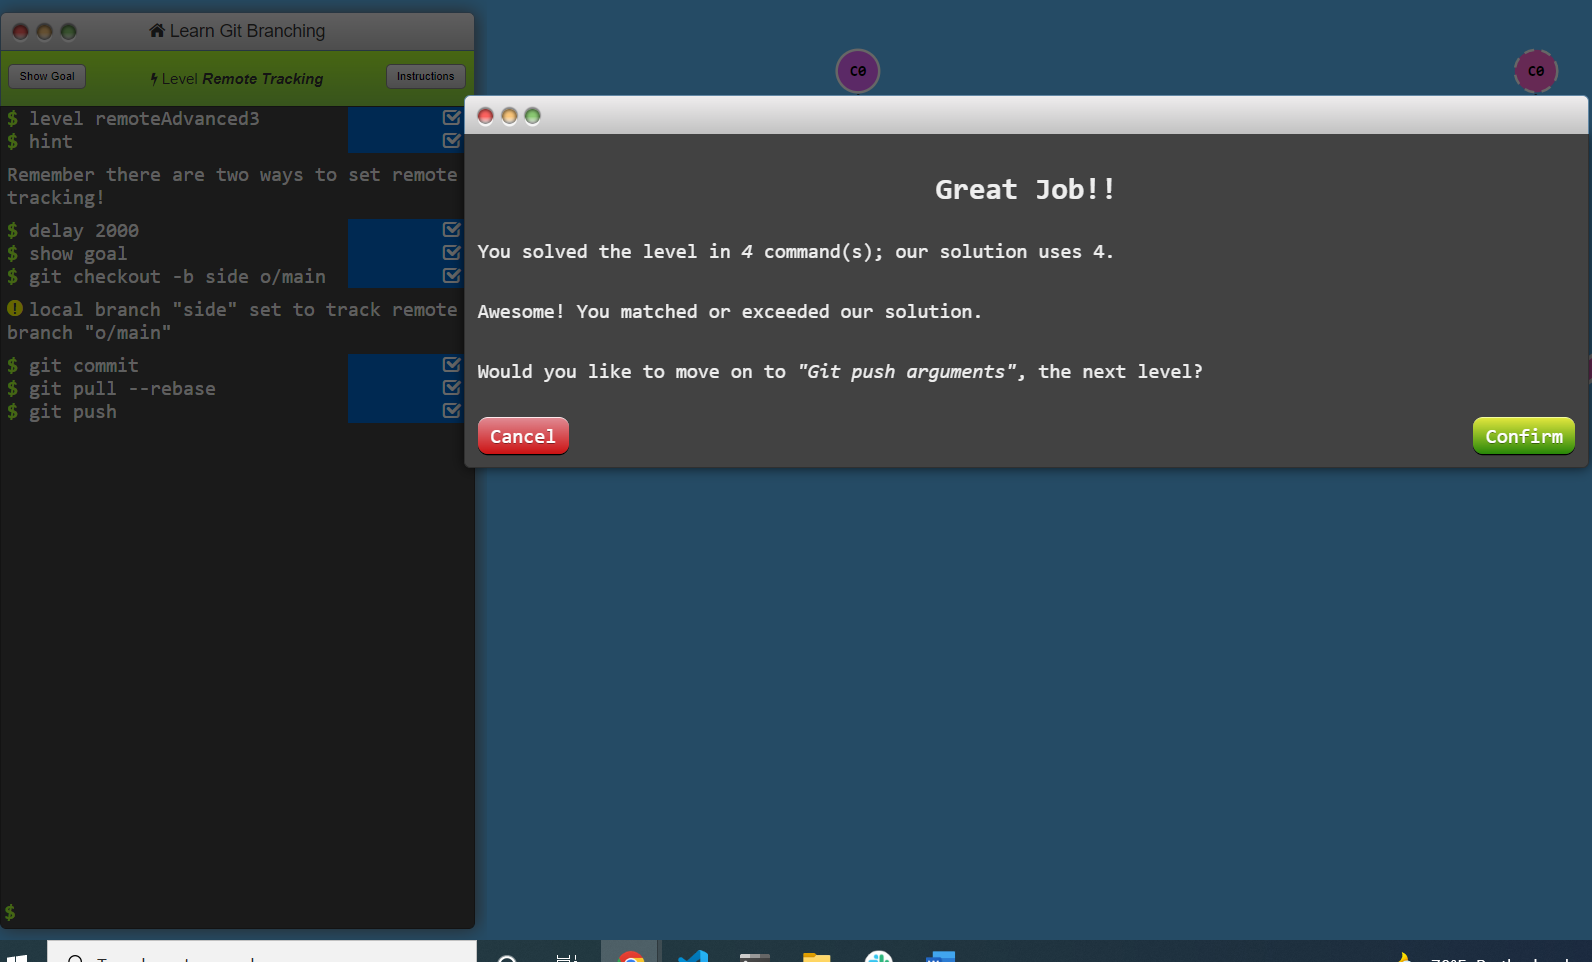 Learn Git Branching
Show Goal
Level Remote Tracking
Instructions
$ level remoteAdvanced3
$ hint
Remember there are two ways to set remote
tracking!
$ delay 2000
$ show goal
$ git checkout -b side o/main
local branch "side" set to track remote
branch "o/main"
$ git commit
$ git pull --rebase
$ git push
$
C0
C0
Great Job!!
You solved the level in 4 command(s); our solution uses 4.
Awesome! You matched or exceeded our solution.
Would you like to move on to "Git push arguments", the next level?
Cancel
Confirm